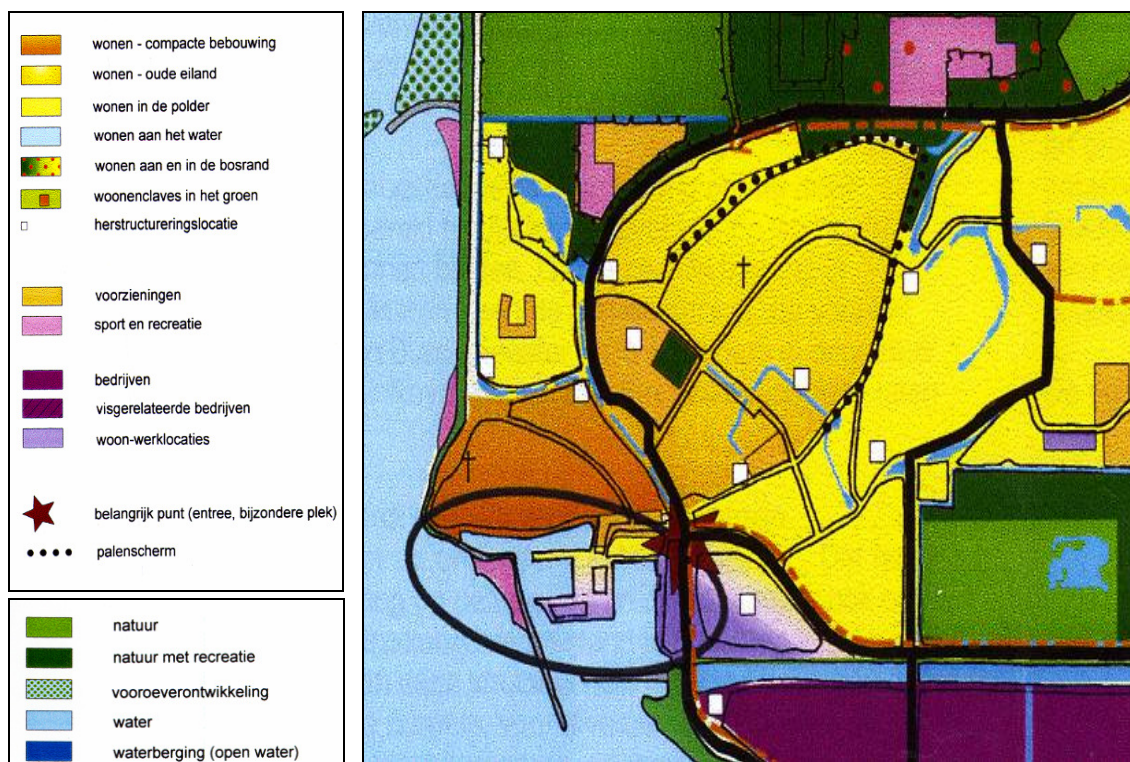 wonen - compacte bebouwing
wonen - oude eiland
wonen in de polder
wonen aan het water
wonen aan en in de bosrand
woonenclaves in het groen
herstructureringslocatie
voorzieningen
sport en recreatie
bedrijven
visgerelateerde bedrijven
woon-werklocaties
belangrijk punt (entree, bijzondere plek)
palenscherm
natuur
natuur met recreatie
vooroeverontwikkeling
water
waterberging (open water)